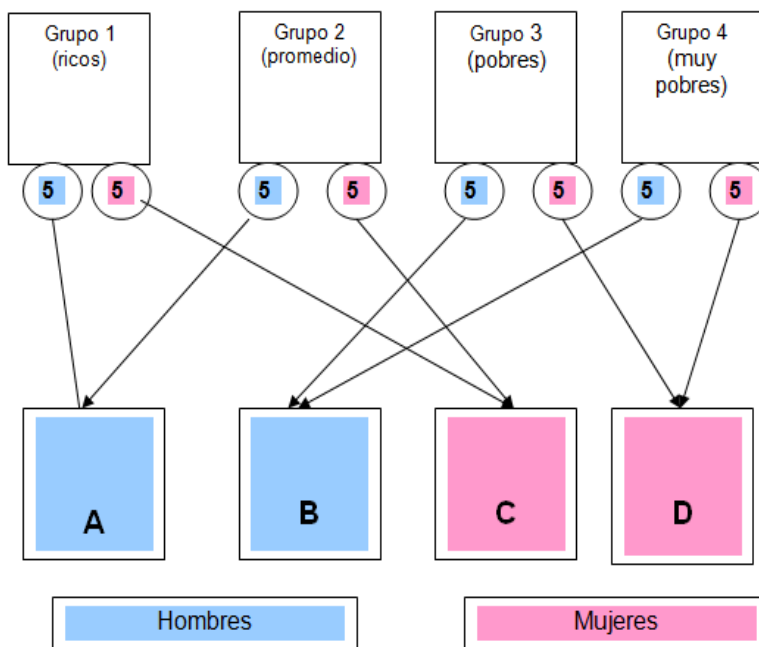 Grupo 1
(ricos)
Grupo 2
(promedio)
Grupo 3
(pobres)
Grupo 4
(muy
pobres)
5
5
5
5
5
5
5
5
A
B
C
D
Hombres
Mujeres